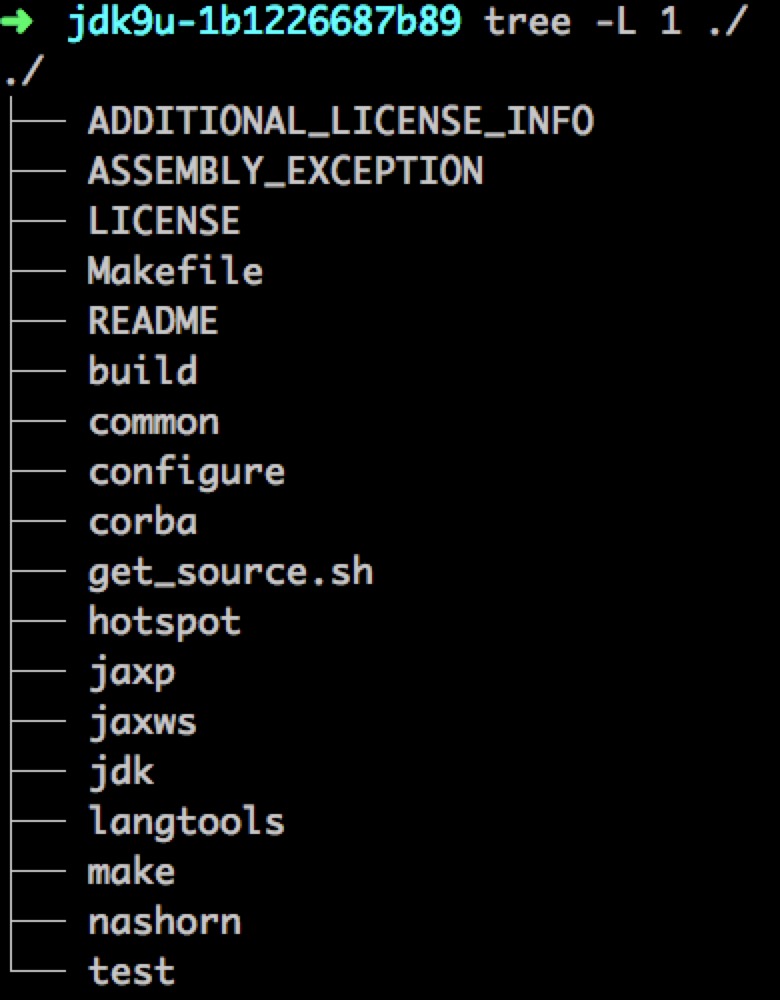 ➜ jdk9u-1b1226687b89 tree -L 1 ./
./
├── ADDITIONAL_LICENSE_INFO
├── ASSEMBLY_EXCEPTION
├── LICENSE
├── Makefile
├── README
├── build
├── common
├── configure
├── corba
├── get_source.sh
├── hotspot
├── jaxp
├── jaxws
├── jdk
├── langtools
├── make
├── nashorn
└── test